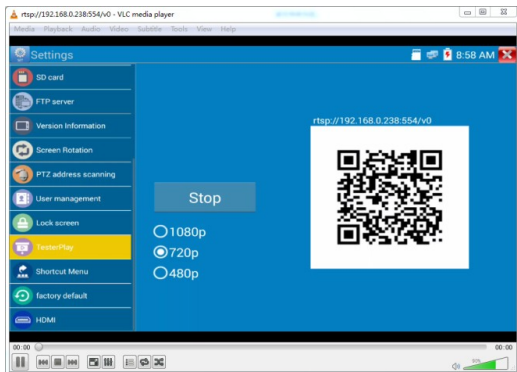 rtsp://192.168.0.238:554/v0 - VLC media player
Media Playback Audio Video Subtitle Tools View Help
Settings
8:58 AM
SD card
FTP server
Version Information
Screen Rotation
PTZ address scanning
User management
Lock screen
TesterPlay
Shortcut Menu
factory default
HDMI
rtsp://192.168.0.238:554/v0
Stop
1080p
720p
480p
00:00
00:00